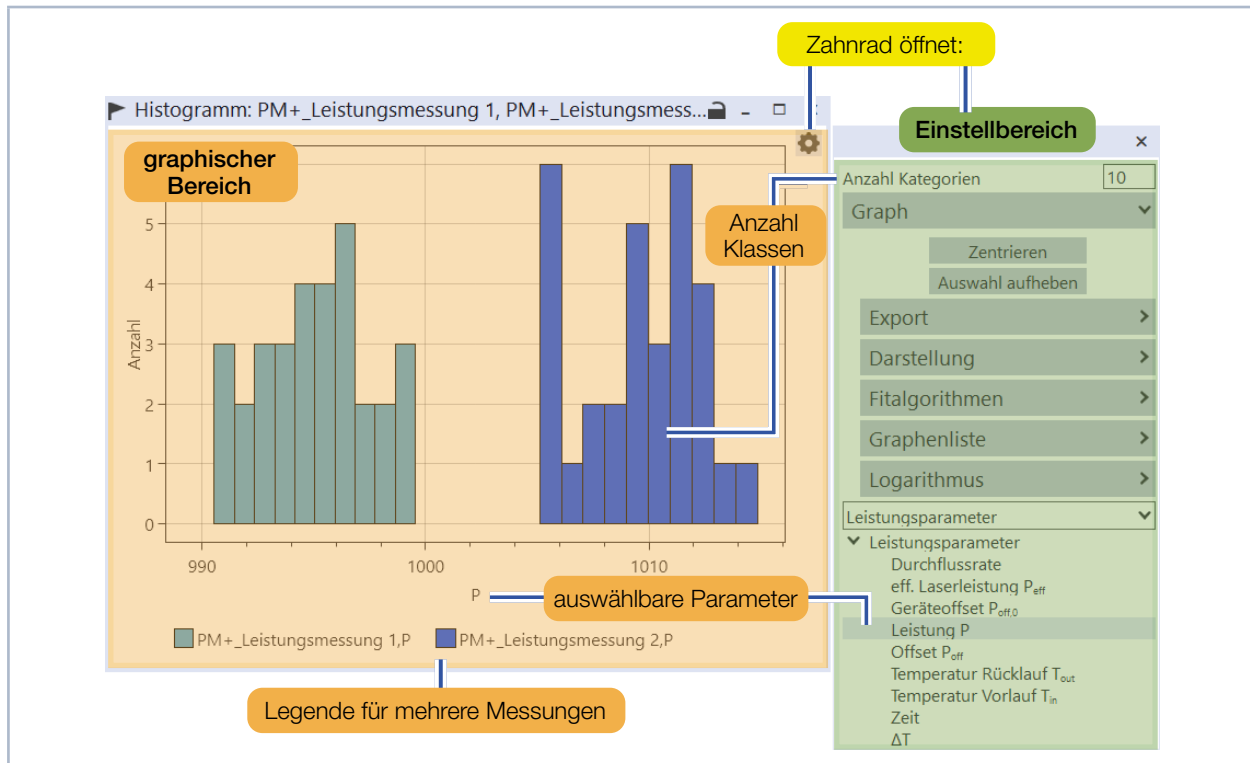 Zahnrad öffnet:
Histogramm: PM+_Leistungsmessung 1, PM+_Leistungsmess...
Einstellbereich
graphischer
Bereich
Anzahl Kategorien 10
Graph
Anzahl
Klassen
Zentrieren
Auswahl aufheben
Export
Darstellung
Fitalgorithmen
Graphenliste
Logarithmus
Leistungsparameter
Leistungsparameter
Durchflussrate
eff. Laserleistung Peff
Geräteoffset Poff,0
Leistung P
Offset Poff
Temperatur Rücklauf Tout
Temperatur Vorlauf Tin
Zeit
ΔT
Anzahl
5
4
3
2
1
0
990 1000 1010
P
auswählbare Parameter
PM+_Leistungsmessung 1,P PM+_Leistungsmessung 2,P
Legende für mehrere Messungen